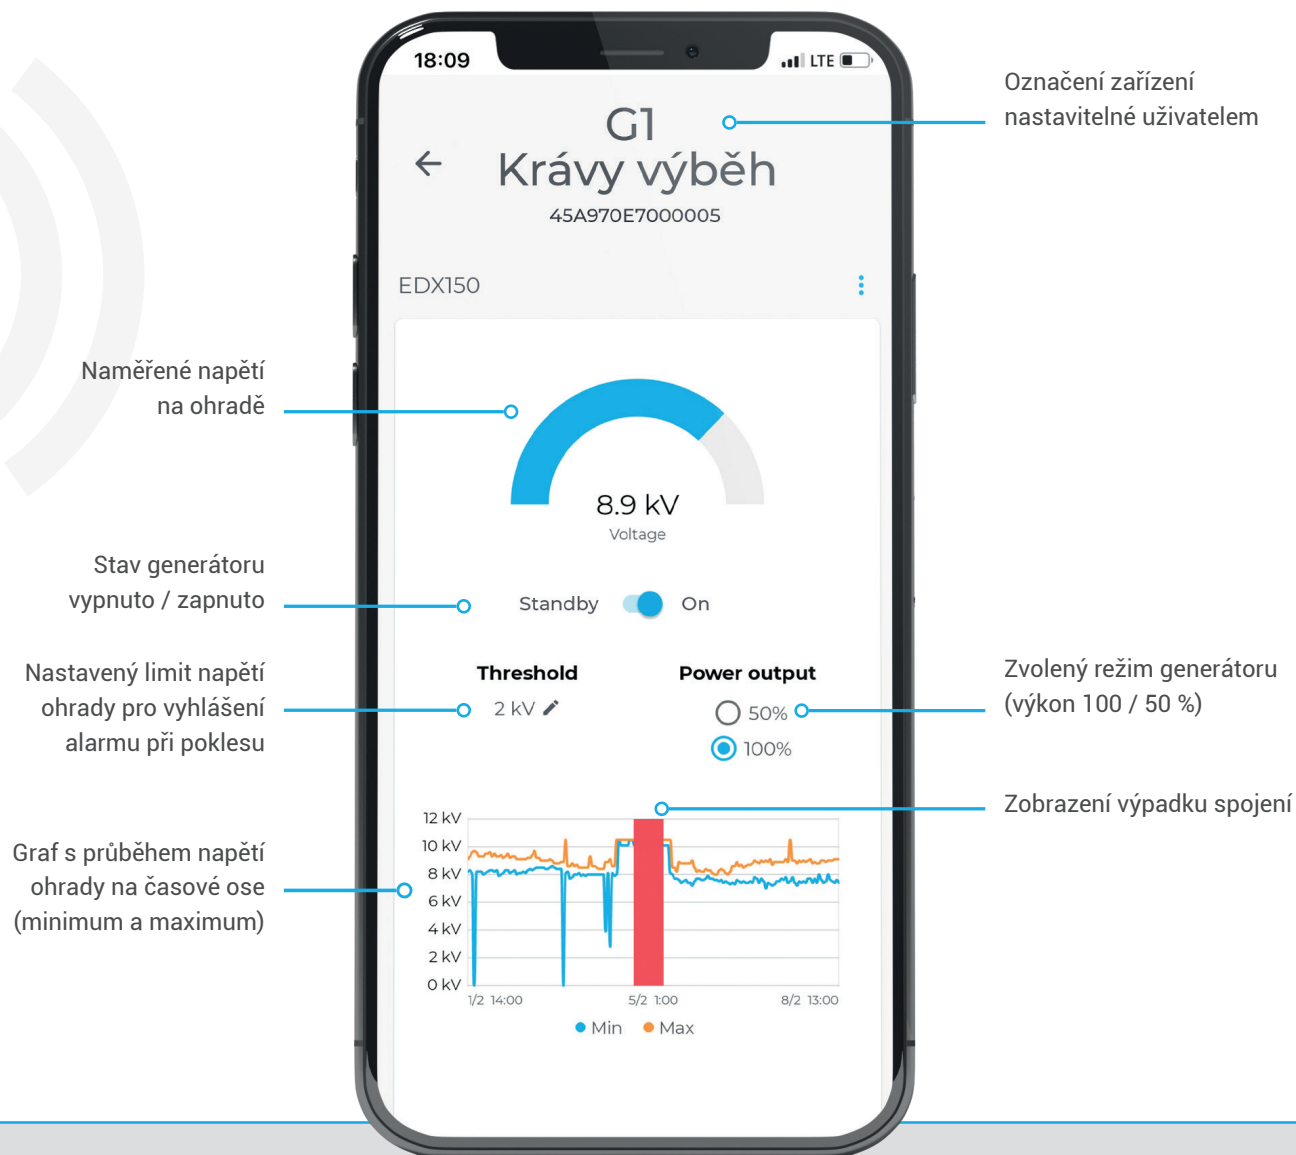 18:09
LTE
Označení zařízení
nastavitelné uživatelem
G1
Krávy výběh
45A970E7000005
EDX150
Naměřené napětí
na ohradě
8.9 kV
Voltage
Stav generátoru
vypnuto / zapnuto
Standby On
Nastavený limit napětí
ohrady pro vyhlášení
alarmu při poklesu
Threshold
2 kV
Power output
50%
100%
Zvolený režim generátoru
(výkon 100 / 50 %)
Zobrazení výpadku spojení
Graf s průběhem napětí
ohrady na časové ose
(minimum a maximum)
12 kV
10 kV
8 kV
6 kV
4 kV
2 kV
0 kV
1/2 14:00 5/2 1:00 8/2 13:00
Min Max